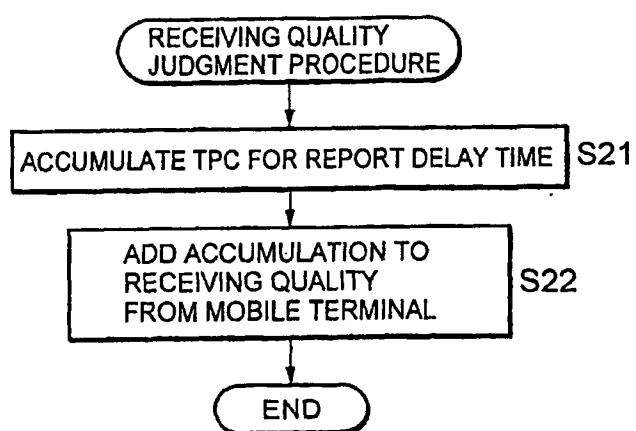 RECEIVING QUALITY
JUDGMENT PROCEDURE
ACCUMULATE TPC FOR REPORT DELAY TIME
S21
ADD ACCUMULATION TO
RECEIVING QUALITY
FROM MOBILE TERMINAL
S22
END